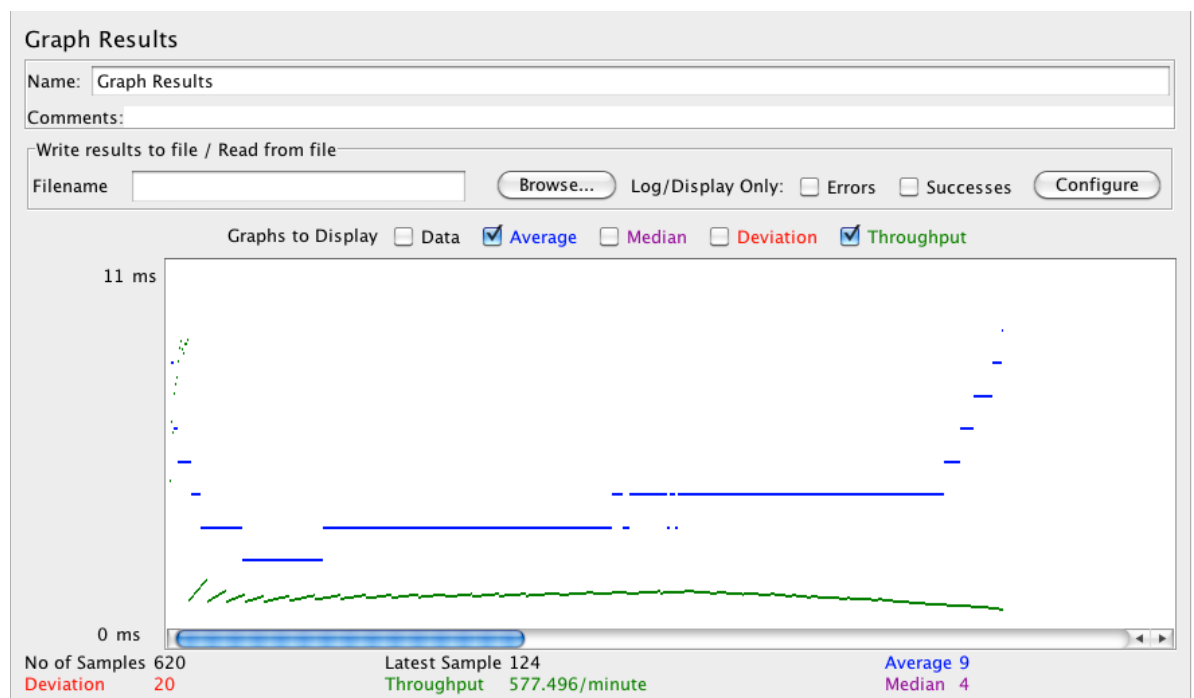 Graph Results
Name: Graph Results
Comments:
Write results to file / Read from file
Filename Browse... Log/Display Only: Errors Successes Configure
Graphs to Display Data Average Median Deviation Throughput
11 ms
0 ms
No of Samples 620 Latest Sample 124 Average 9
Deviation 20 Throughput 577.496/minute Median 4